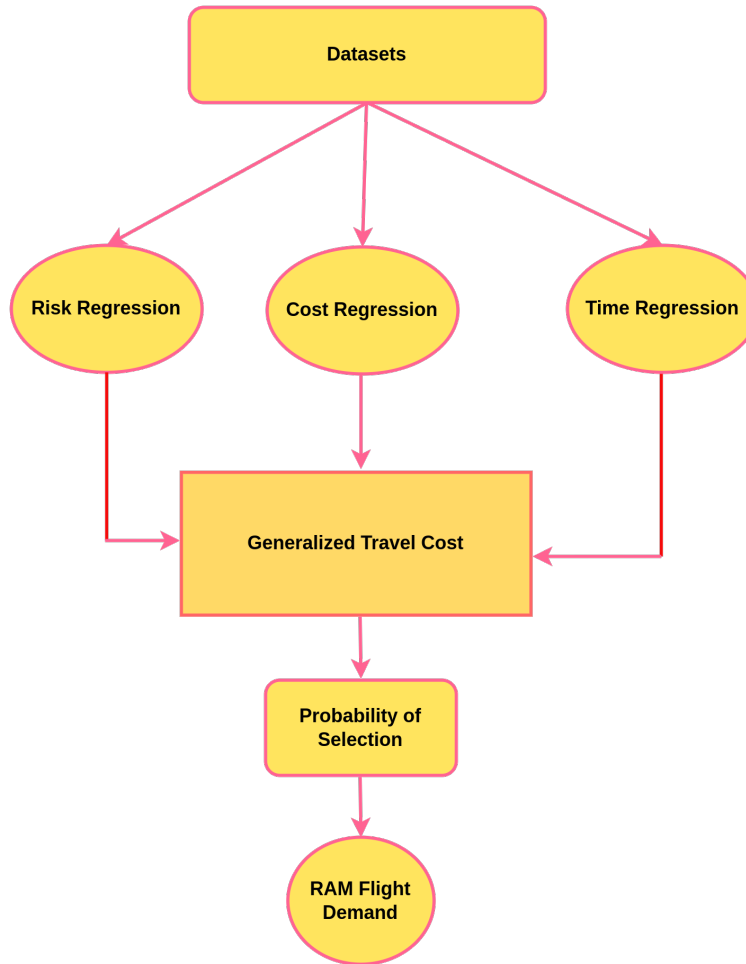 Datasets
Risk Regression
Cost Regression
Time Regression
Generalized Travel Cost
Probability of
Selection
RAM Flight
Demand